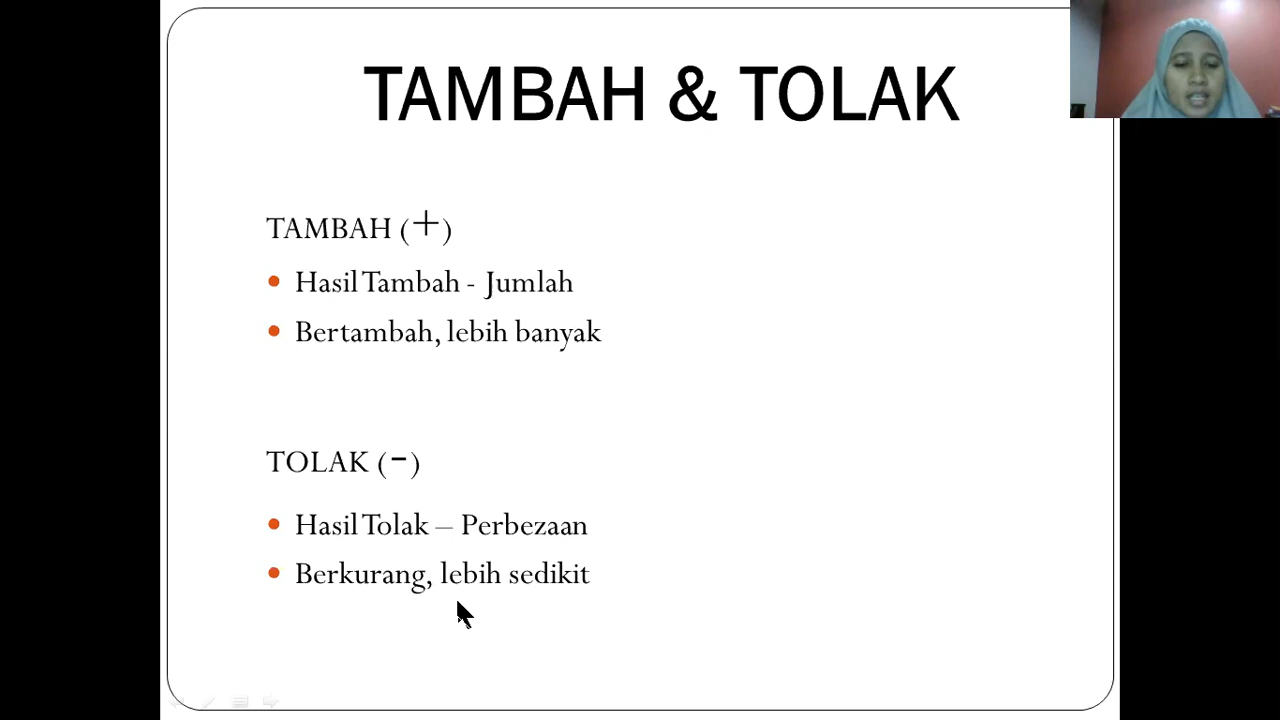 TAMBAH & TOLAK
TAMBAH (+)
Hasil Tambah - Jumlah
Bertambah, lebih banyak
TOLAK (-)
Hasil Tolak – Perbezaan
Berkurang, lebih sedikit